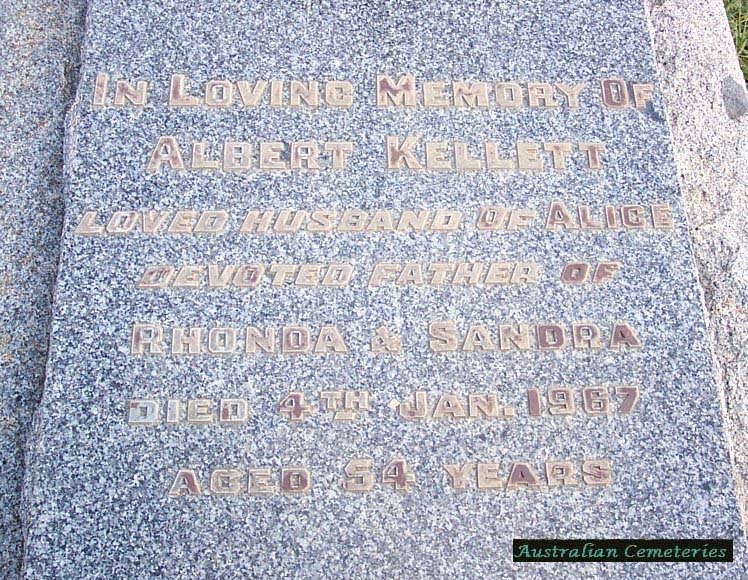 IN LOVING MEMORY OF
ALBERT KELLETT
LOVED HUSBAND OF ALICE
DEVOTED FATHER OF
RHONDA & SANDRA
DIED 4TH JAN. 1967
AGED 54 YEARS
Australian Cemeteries